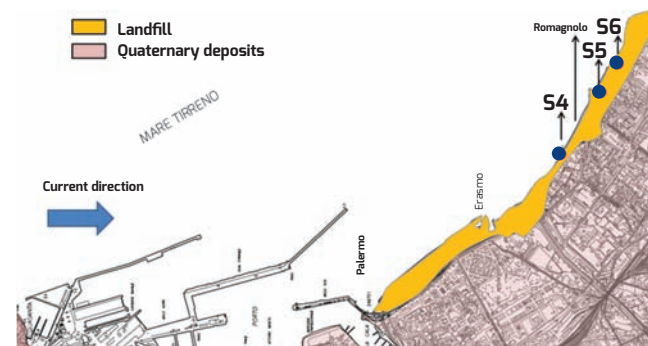 Landfill
Quaternary deposits
Romagnolo
S6
S5
S4
MARE TIRRENO
Current direction
Erasmo
Palermo
PORTO